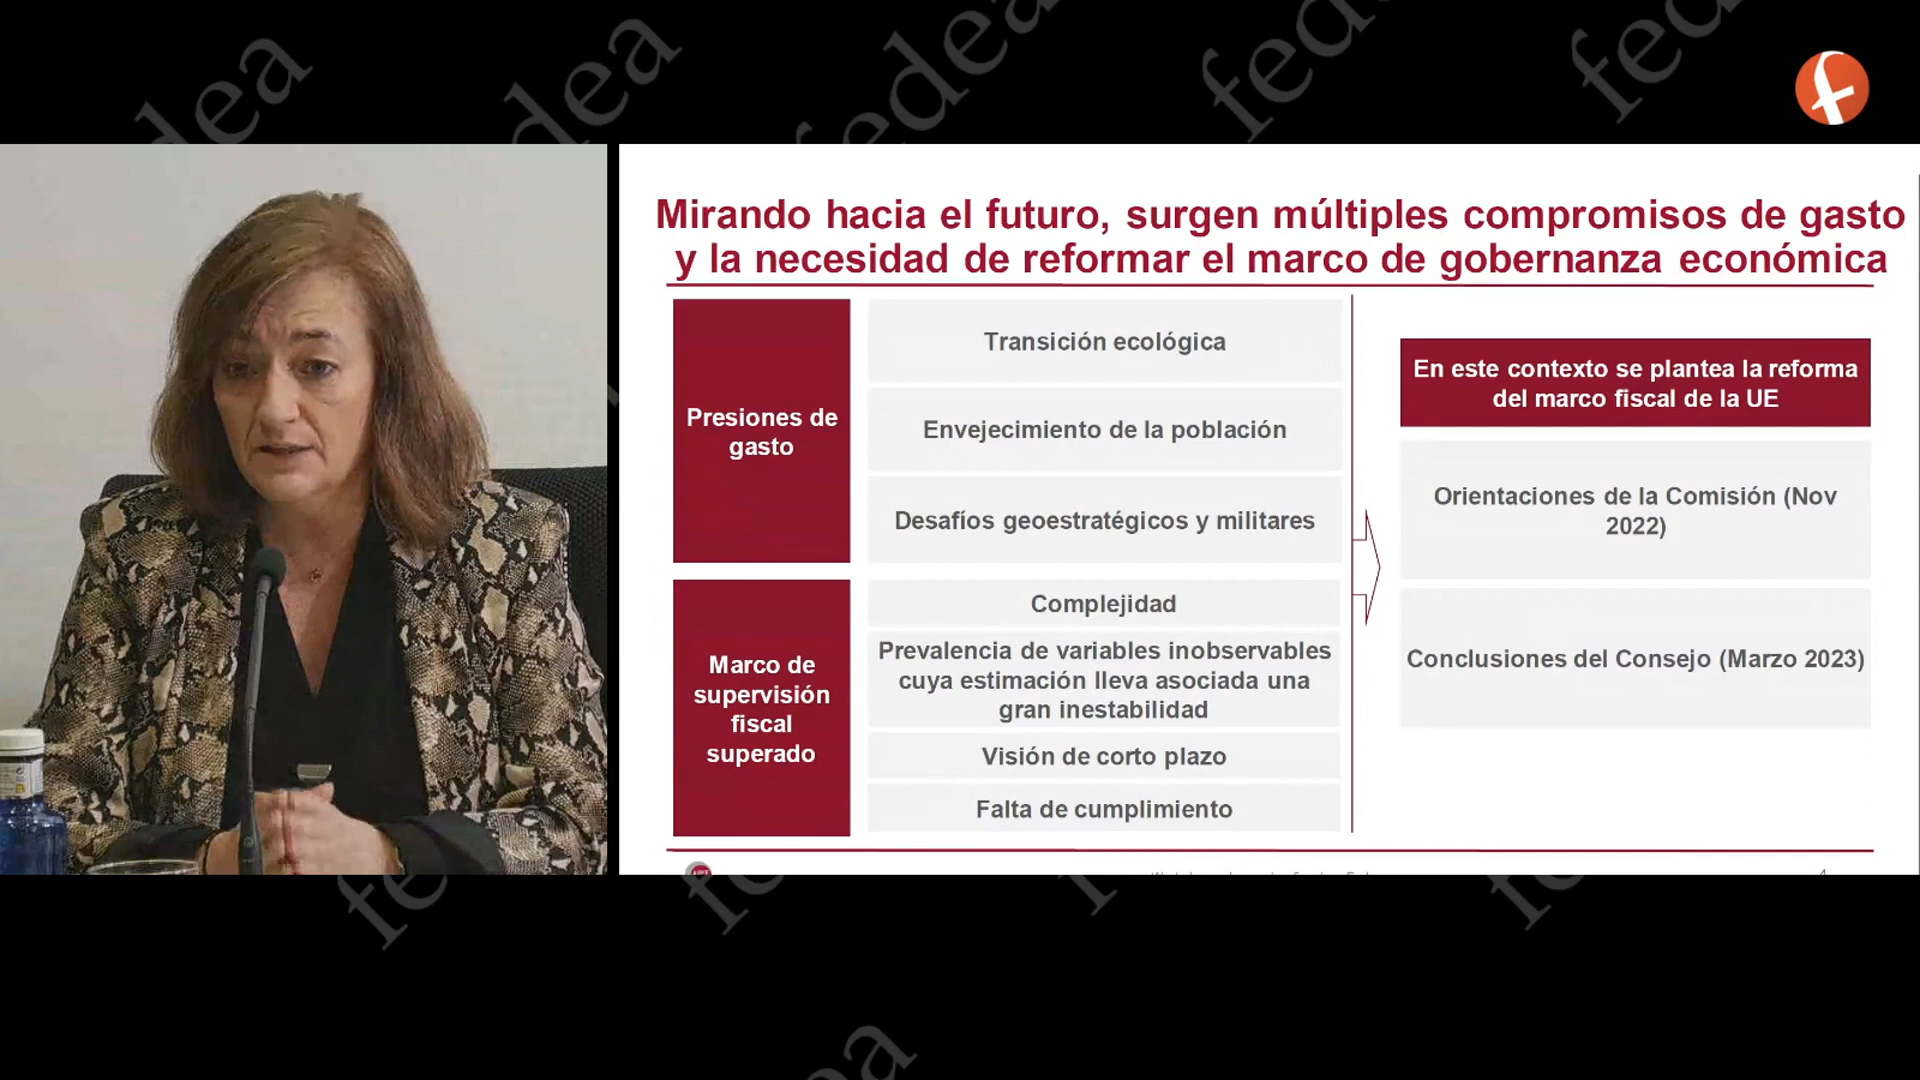 fedea
Mirando hacia el futuro, surgen múltiples compromisos de gasto
y la necesidad de reformar el marco de gobernanza económica
Presiones de
gasto
Transición ecológica
Envejecimiento de la población
Desafíos geoestratégicos y militares
Marco de
supervisión
fiscal
superado
Complejidad
Prevalencia de variables inobservables
cuya estimación lleva asociada una
gran inestabilidad
Visión de corto plazo
Falta de cumplimiento
En este contexto se plantea la reforma
del marco fiscal de la UE
Orientaciones de la Comisión (Nov
2022)
Conclusiones del Consejo (Marzo 2023)